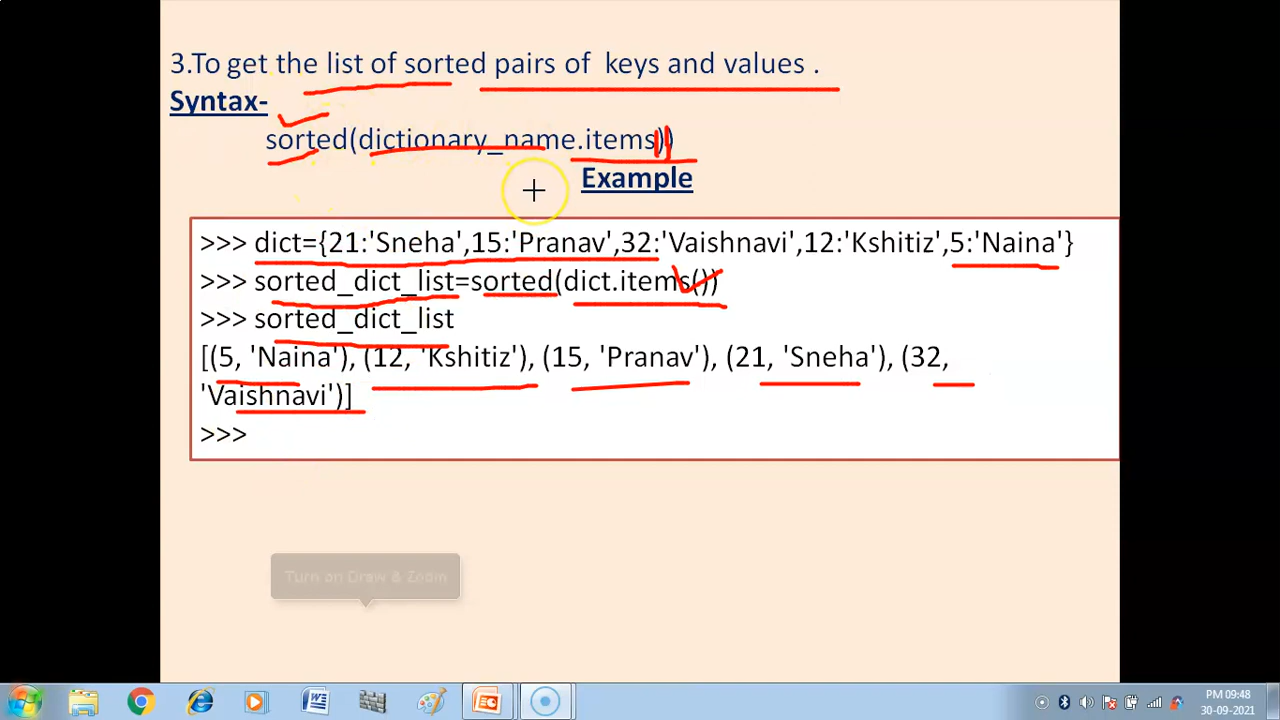 3.To get the list of sorted pairs of keys and values .
Syntax-
sorted(dictionary_name.items))
Example
>>> dict={21:'Sneha',15:'Pranav',32:'Vaishnavi',12:'Kshitiz',5:'Naina'}
>>> sorted_dict_list=sorted(dict.items())
>>> sorted_dict_list
[(5, 'Naina'), (12, 'Kshitiz'), (15, 'Pranav'), (21, 'Sneha'), (32,
'Vaishnavi')]
>>>
Turn on Draw & Zoom
PM 09:48
30-09-2021